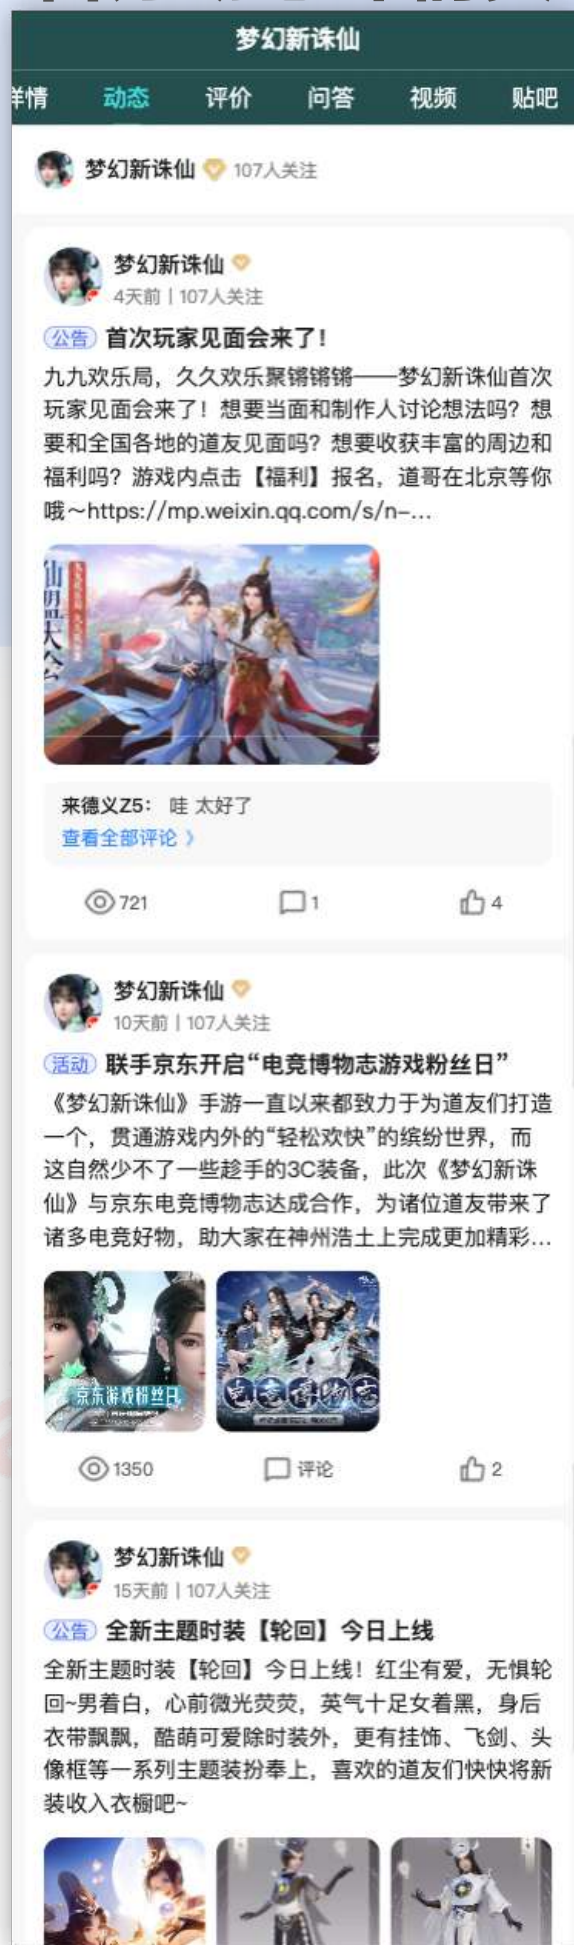 梦幻新诛仙
详情 动态 评价 问答 视频 贴吧
梦幻新诛仙 107人关注
梦幻新诛仙
4天前 | 107人关注
公告 首次玩家见面会来了！
九九欢乐局，久久欢乐聚锵锵锵——梦幻新诛仙首次
玩家见面会来了！想要当面和制作人讨论想法吗？想
要和全国各地的道友见面吗？想要收获丰富的周边和
福利吗？游戏内点击【福利】报名，道哥在北京等你
哦～https://mp.weixin.qq.com/s/n-...
仙盟大会
来德义Z5： 哇 太好了
查看全部评论 》
721 1 4
梦幻新诛仙
10天前 | 107人关注
活动 联手京东开启“电竞博物志游戏粉丝日”
《梦幻新诛仙》手游一直以来都致力于为道友们打造
一个，贯通游戏内外的“轻松欢快”的缤纷世界，而
这自然少不了一些趁手的3C装备，此次《梦幻新诛
仙》与京东电竞博物志达成合作，为诸位道友带来了
诸多电竞好物，助大家在神州浩土上完成更加精彩...
京东游戏粉丝日
电竞博物志
1350 评论 2
梦幻新诛仙
15天前 | 107人关注
公告 全新主题时装【轮回】今日上线
全新主题时装【轮回】今日上线！红尘有爱，无惧轮
回~男着白，心前微光荧荧，英气十足女着黑，身后
衣带飘飘，酷萌可爱除时装外，更有挂饰、飞剑、头
像框等一系列主题装扮奉上，喜欢的道友们快快将新
装收入衣橱吧~